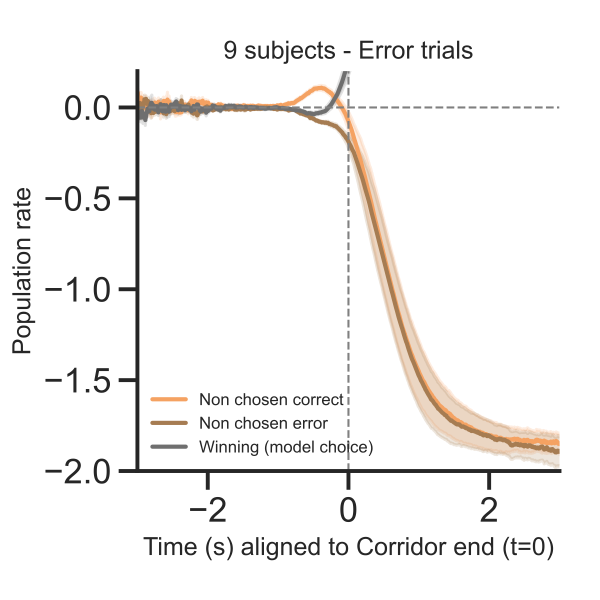 9 subjects - Error trials
Population rate
0.0
−0.5
−1.0
−1.5
−2.0
Non chosen correct
Non chosen error
Winning (model choice)
−2
0
2
Time (s) aligned to Corridor end (t=0)